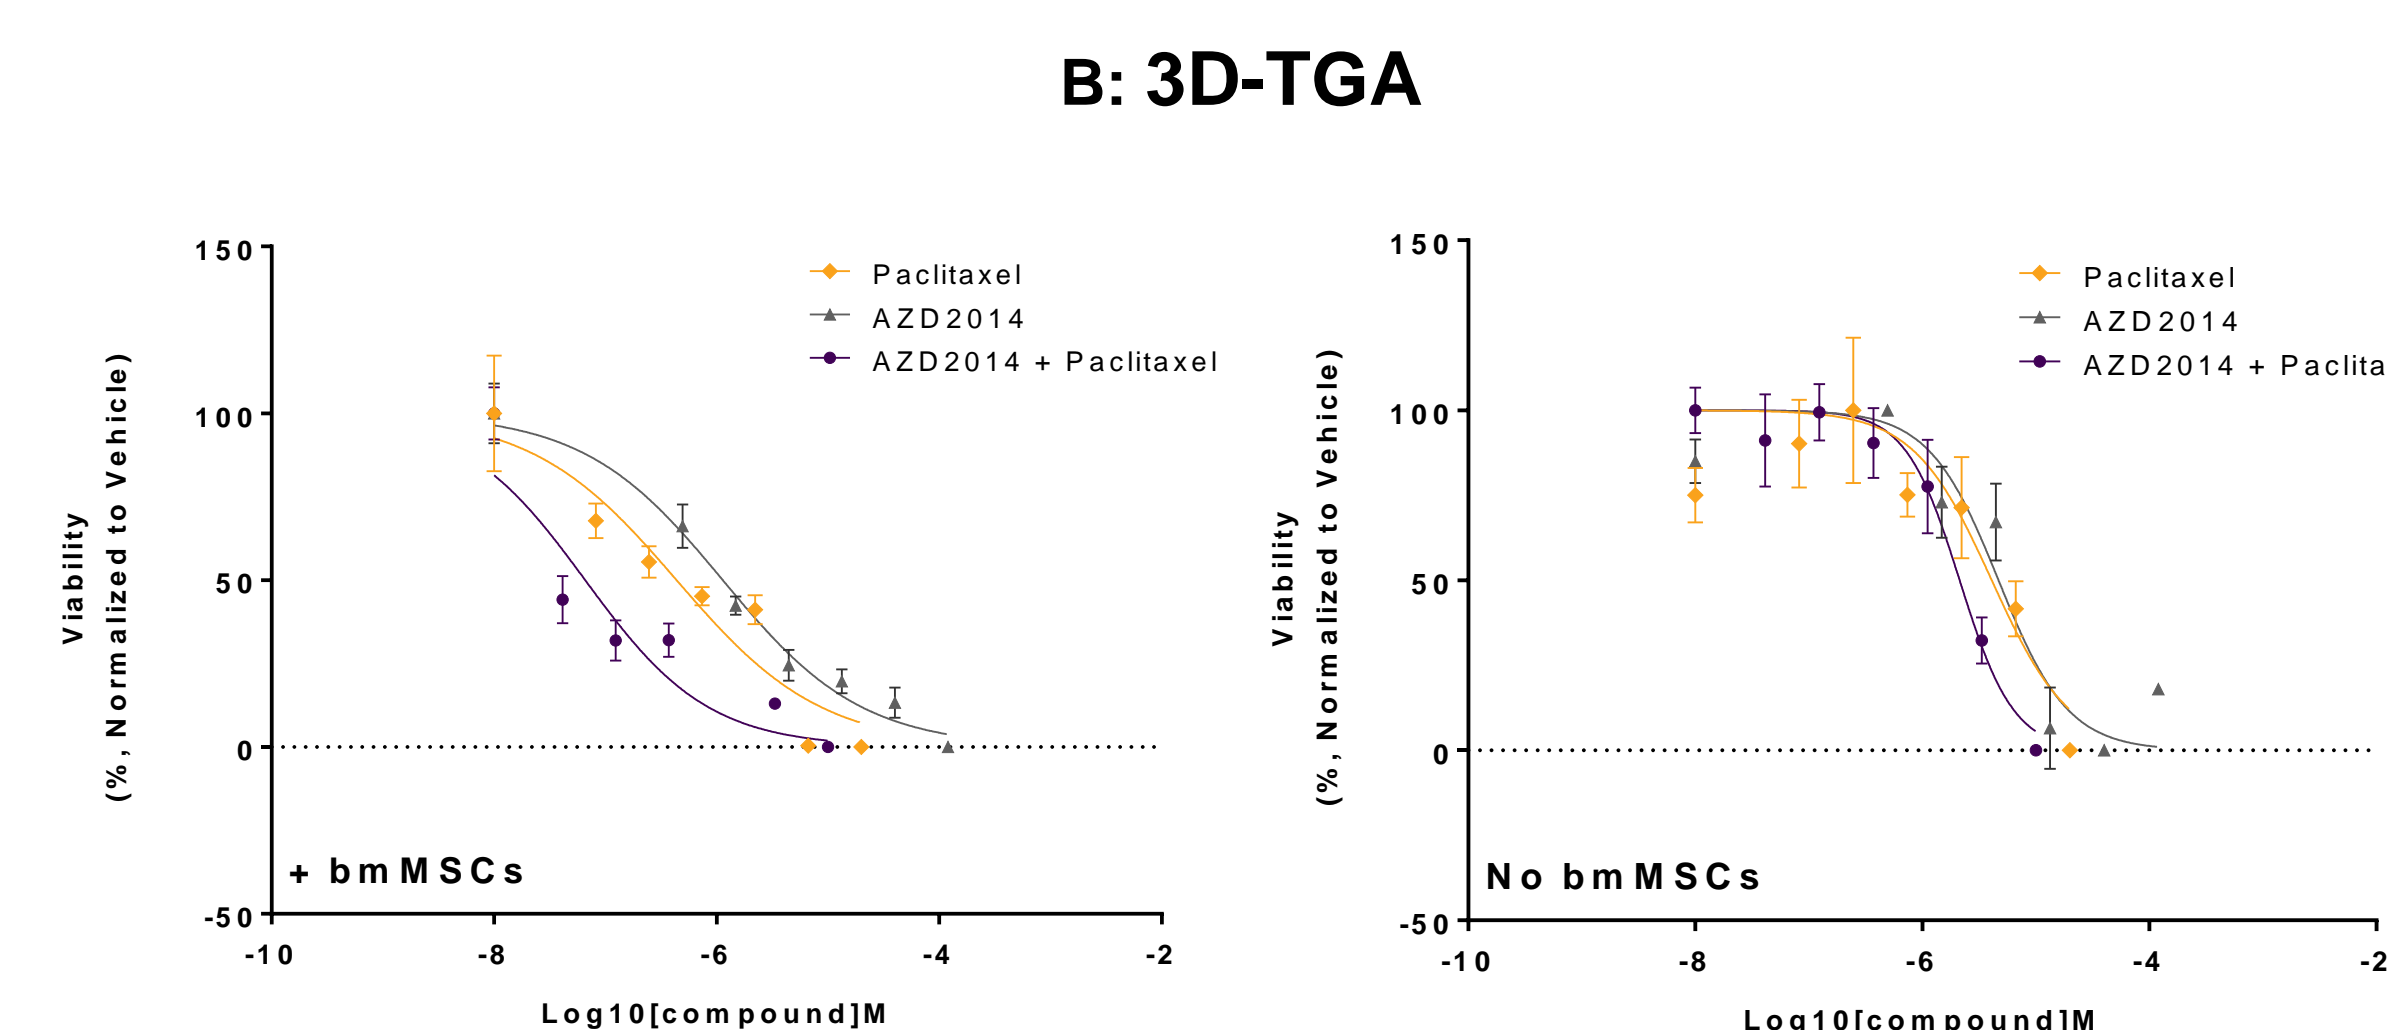 B: 3D-TGA
150
100
50
0
-50
-10
-8
-6
-4
-2
Viability
(%, Normalized to Vehicle)
Log10[compound]M
Paclitaxel
AZD2014
AZD2014 + Paclitaxel
+ bmMSCs
150
100
50
0
-50
-10
-8
-6
-4
-2
Viability
(%, Normalized to Vehicle)
Log10[compound]M
Paclitaxel
AZD2014
AZD2014 + Paclita
No bmMSCs